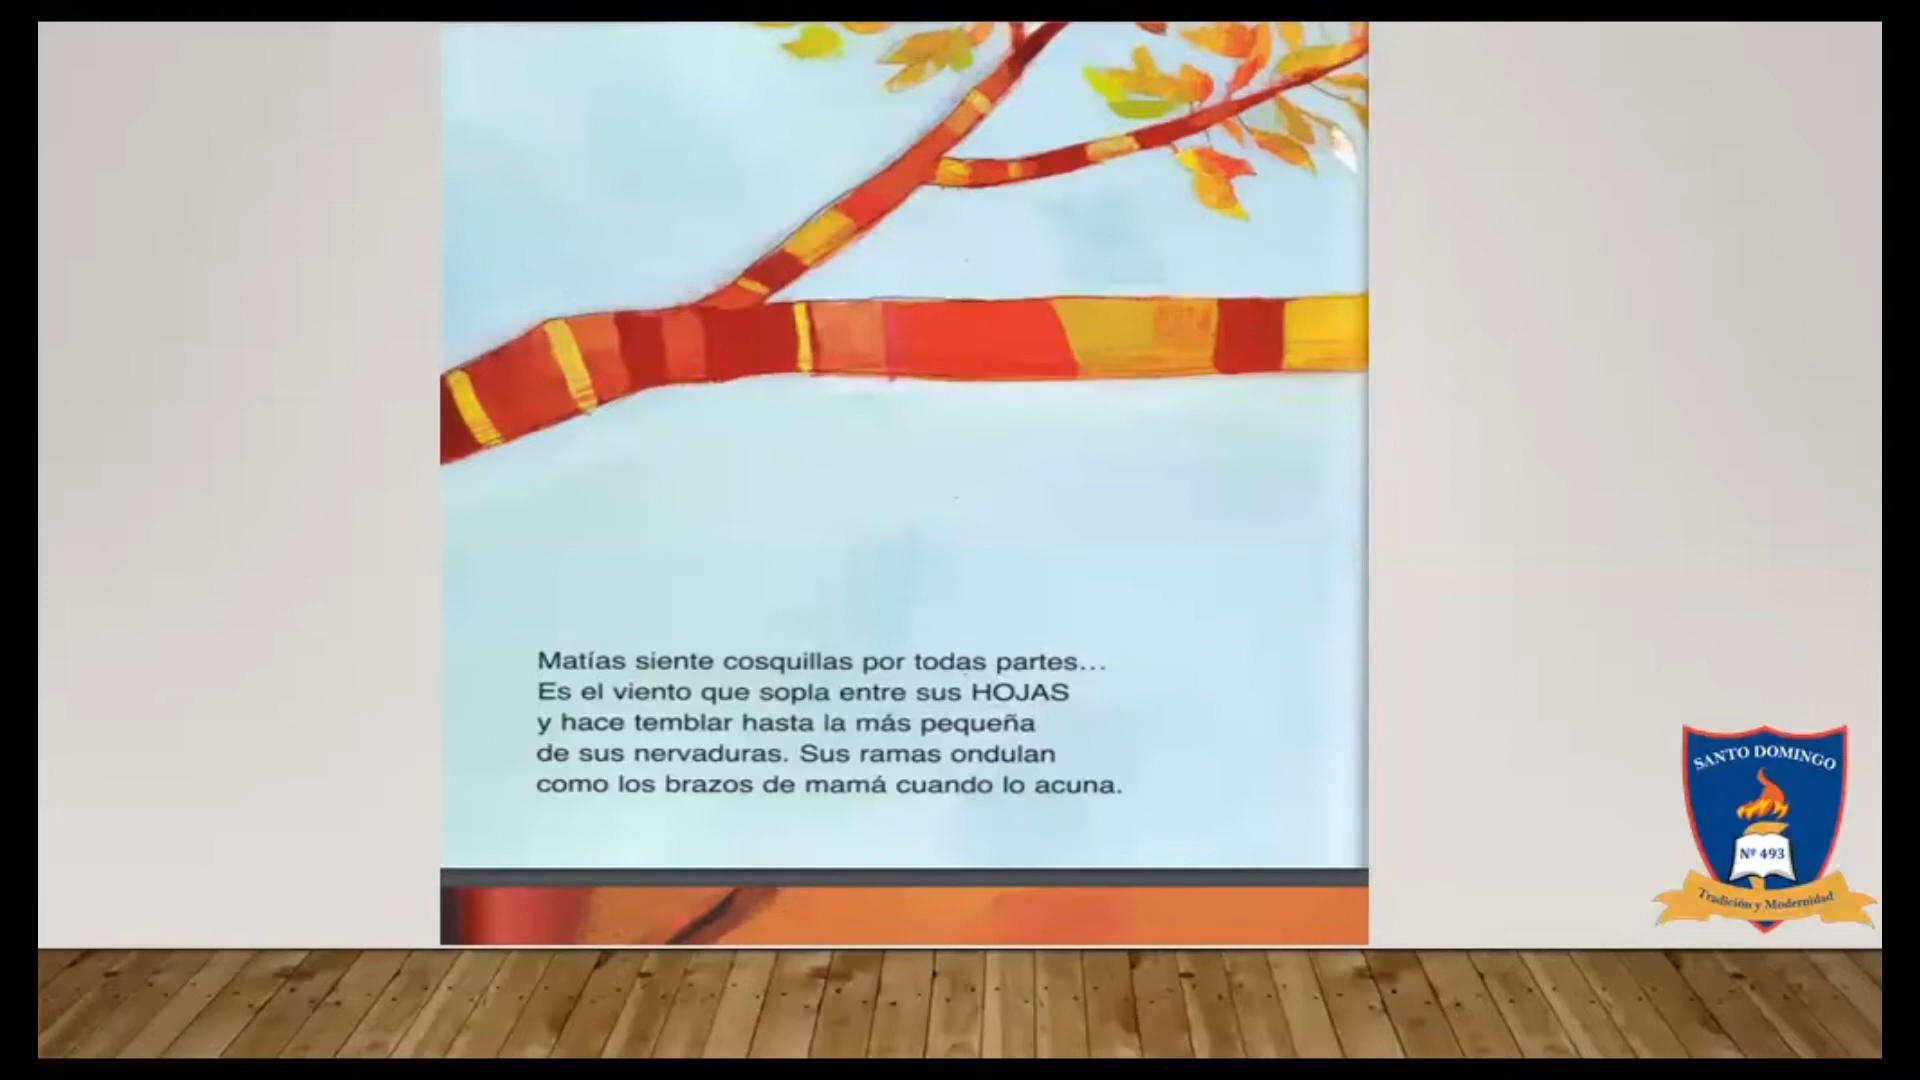 Matías siente cosquillas por todas partes...
Es el viento que sopla entre sus HOJAS
y hace temblar hasta la más pequeña
de sus nervaduras. Sus ramas ondulan
como los brazos de mamá cuando lo acuna.
SANTO DOMINGO
Nº 493
Tradición y Modernidad